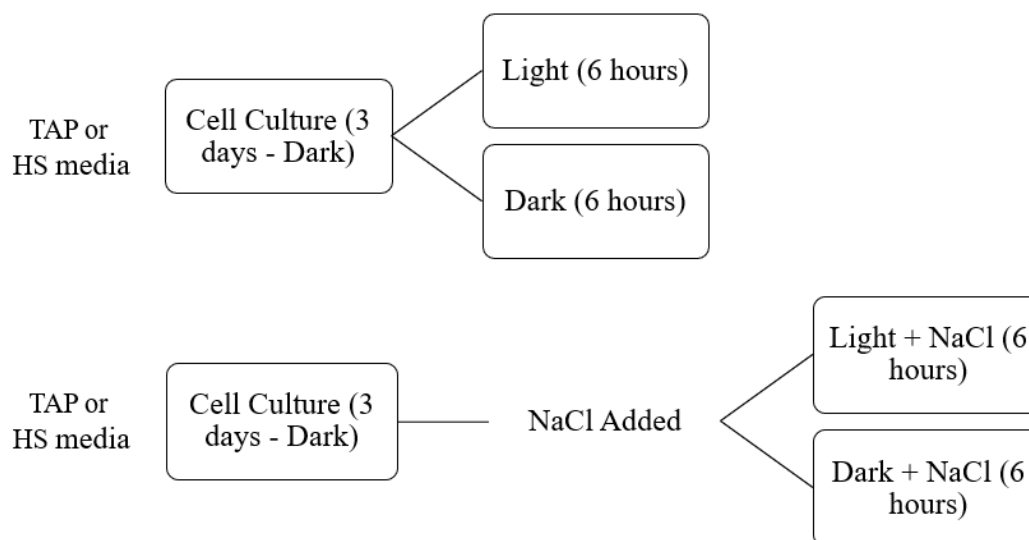 TAP or
HS media
Cell Culture (3
days - Dark)
Light (6 hours)
Dark (6 hours)
TAP or
HS media
Cell Culture (3
days - Dark)
NaCl Added
Light + NaCl (6
hours)
Dark + NaCl (6
hours)